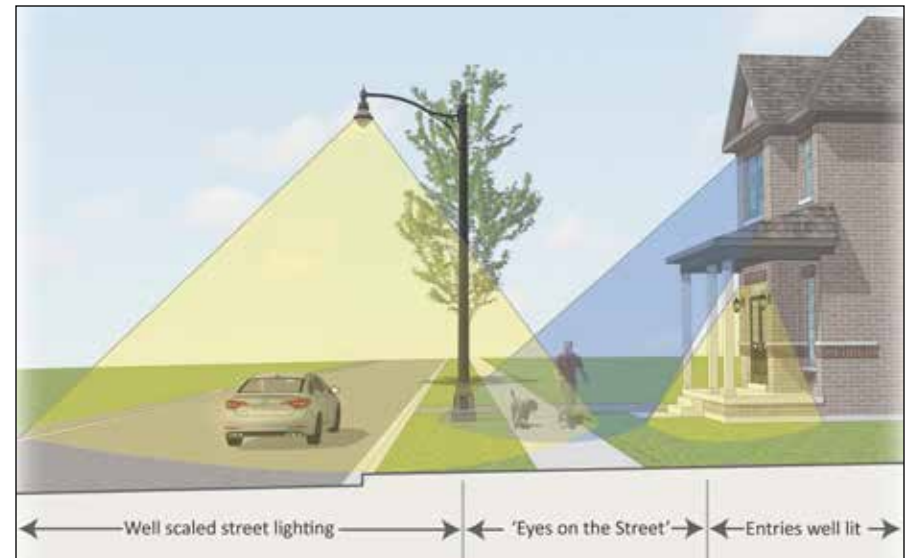 Well scaled street lighting
'Eyes on the Street'
Entries well lit